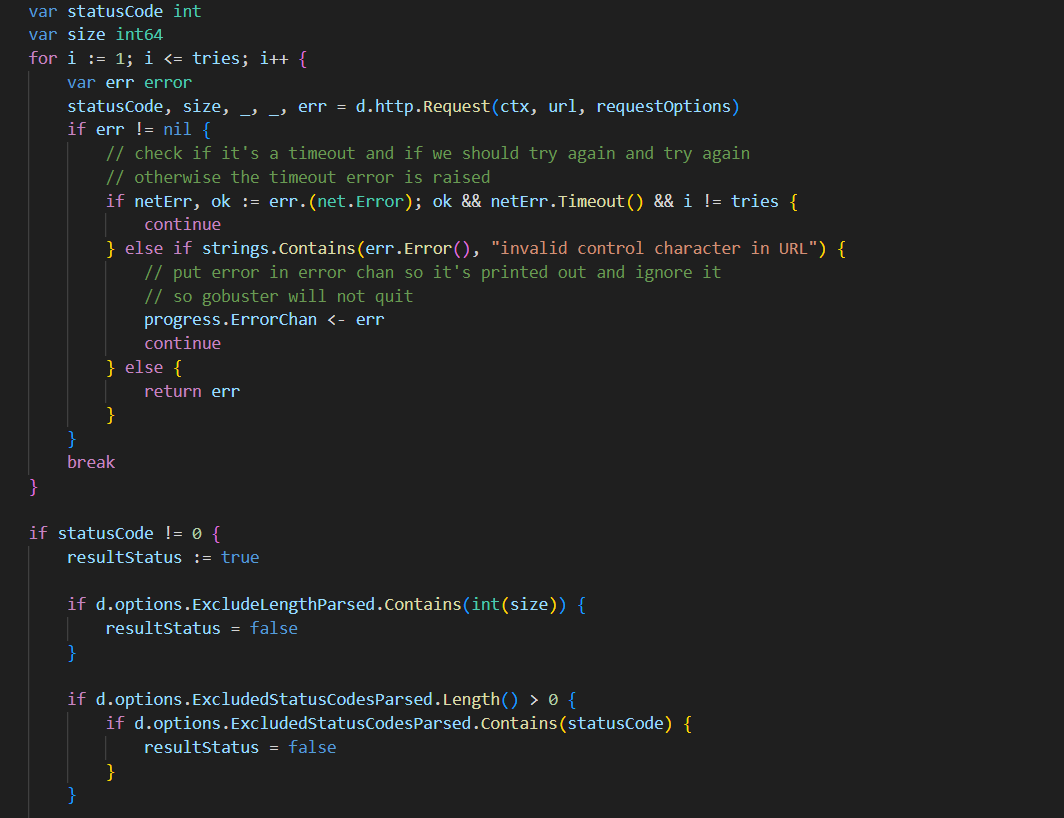 var statusCode int
var size int64
for i := 1; i <= tries; i++ {
var err error
statusCode, size, _, _, err = d.http.Request(ctx, url, requestOptions)
if err != nil {
// check if it's a timeout and if we should try again and try again
// otherwise the timeout error is raised
if netErr, ok := err.(net.Error); ok && netErr.Timeout() && i != tries {
continue
} else if strings.Contains(err.Error(), "invalid control character in URL") {
// put error in error chan so it's printed out and ignore it
// so gobuster will not quit
progress.ErrorChan <- err
continue
} else {
return err
}
}
break
}
if statusCode != 0 {
resultStatus := true
if d.options.ExcludeLengthParsed.Contains(int(size)) {
resultStatus = false
}
if d.options.ExcludedStatusCodesParsed.Length() > 0 {
if d.options.ExcludedStatusCodesParsed.Contains(statusCode) {
resultStatus = false
}
}